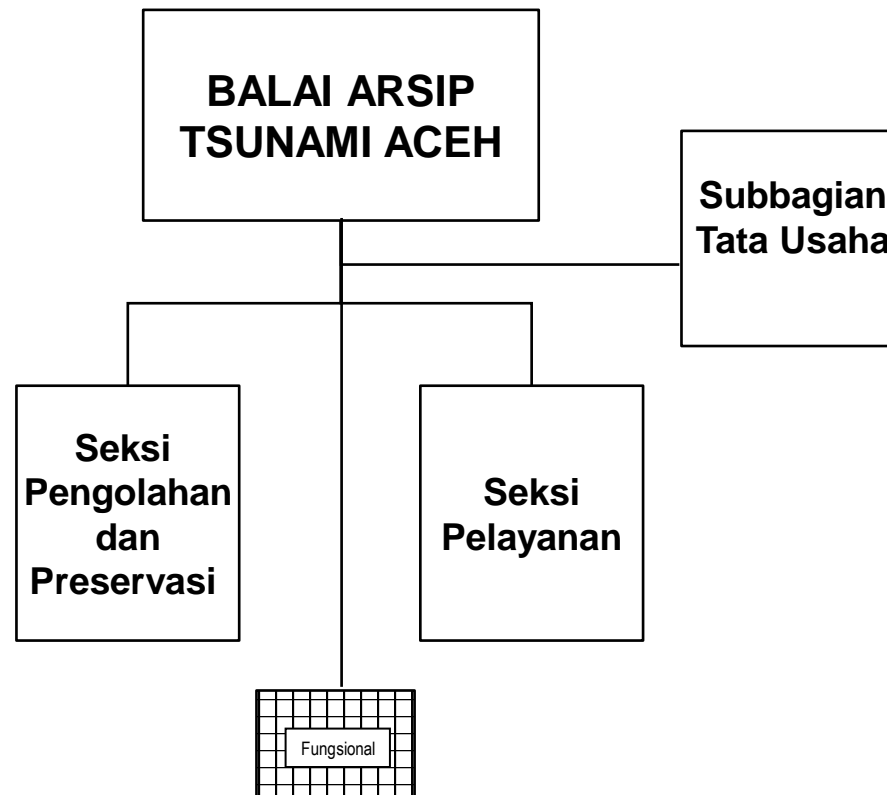 BALAI ARSIP
TSUNAMI ACEH
Subbagian
Tata Usaha
Seksi
Pengolahan
dan
Preservasi
Seksi
Pelayanan
Fungsional